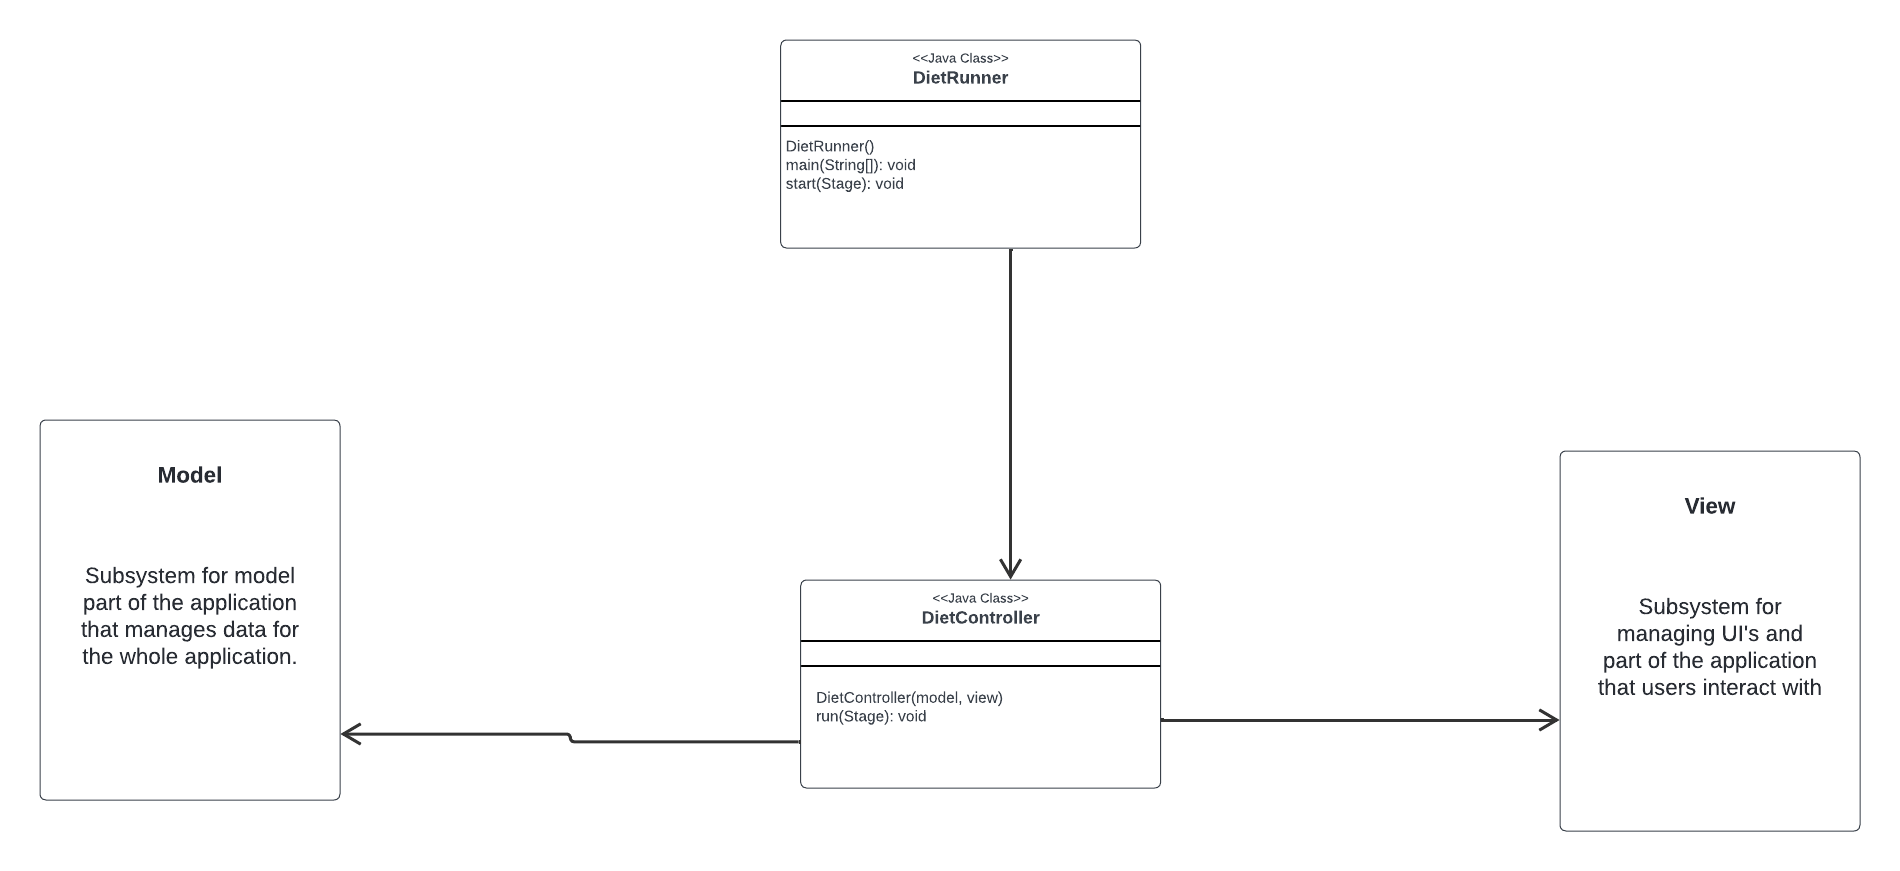 <<Java Class>>
DietRunner
DietRunner()
main(String[]): void
start(Stage): void
Model
Subsystem for model
part of the application
that manages data for
the whole application.
<<Java Class>>
DietController
DietController(model, view)
run(Stage): void
View
Subsystem for
managing UI's and
part of the application
that users interact with